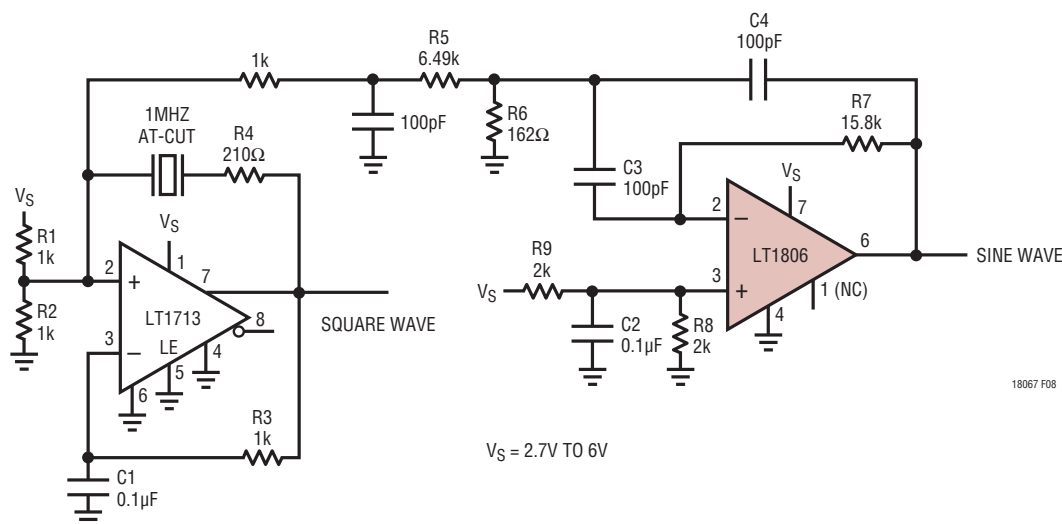 C4
100pF
R5
6.49k
1k
R7
15.8k
1MHZ
AT-CUT
R4
210Ω
100pF
R6
162Ω
C3
100pF
VS
VS
2
−
7
R1
1k
VS
1
LT1806
6
SINE WAVE
R9
2k
3
+
1 (NC)
2
+
7
VS
R2
1k
LT1713
8
SQUARE WAVE
C2
0.1µF
R8
2k
4
3
−
LE
4
5
6
18067 F08
R3
1k
VS = 2.7V TO 6V
C1
0.1µF